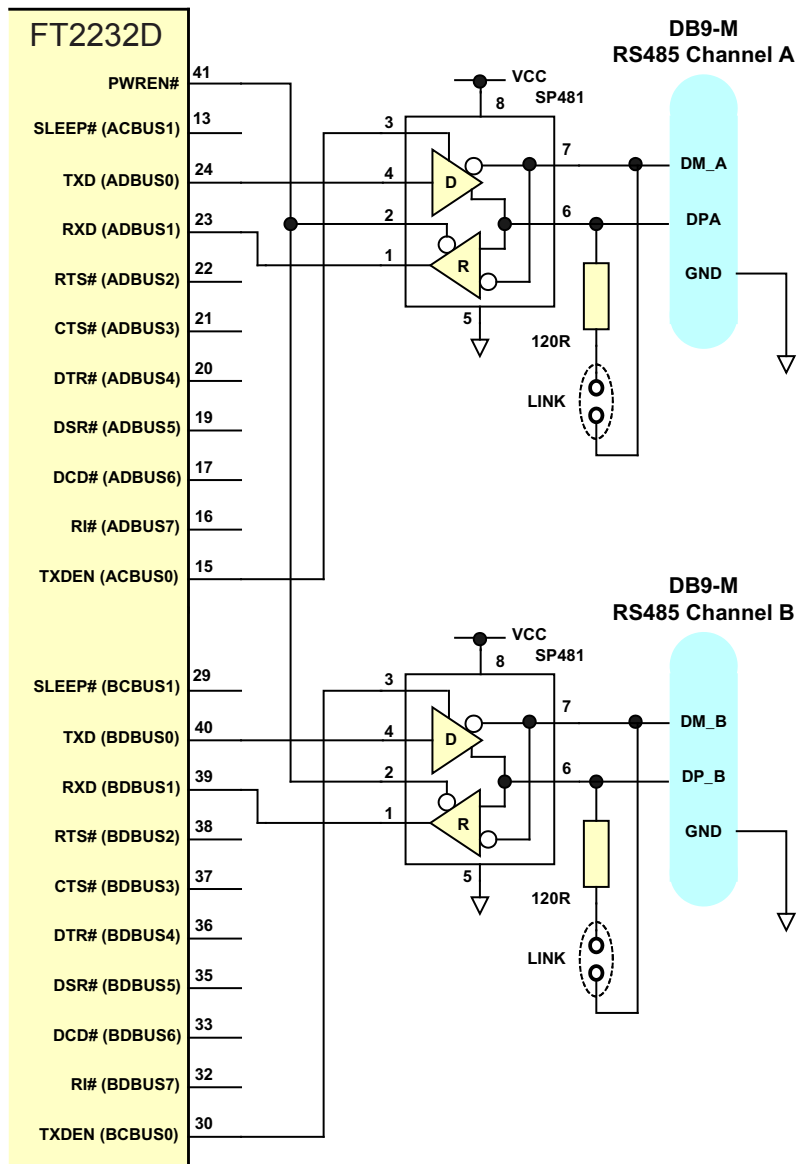 FT2232D
DB9-M
RS485 Channel A
PWREN#
41
VCC
SP481
8
SLEEP# (ACBUS1)
13
3
7
DM_A
TXD (ADBUS0)
24
4
D
RXD (ADBUS1)
23
2
6
DPA
1
R
RTS# (ADBUS2)
22
GND
CTS# (ADBUS3)
21
5
120R
DTR# (ADBUS4)
20
LINK
DSR# (ADBUS5)
19
DCD# (ADBUS6)
17
RI# (ADBUS7)
16
TXDEN (ACBUS0)
15
DB9-M
RS485 Channel B
VCC
SP481
8
SLEEP# (BCBUS1)
29
3
7
DM_B
TXD (BDBUS0)
40
4
D
RXD (BDBUS1)
39
2
6
DP_B
1
R
RTS# (BDBUS2)
38
GND
CTS# (BDBUS3)
37
5
120R
DTR# (BDBUS4)
36
LINK
DSR# (BDBUS5)
35
DCD# (BDBUS6)
33
RI# (BDBUS7)
32
TXDEN (BCBUS0)
30